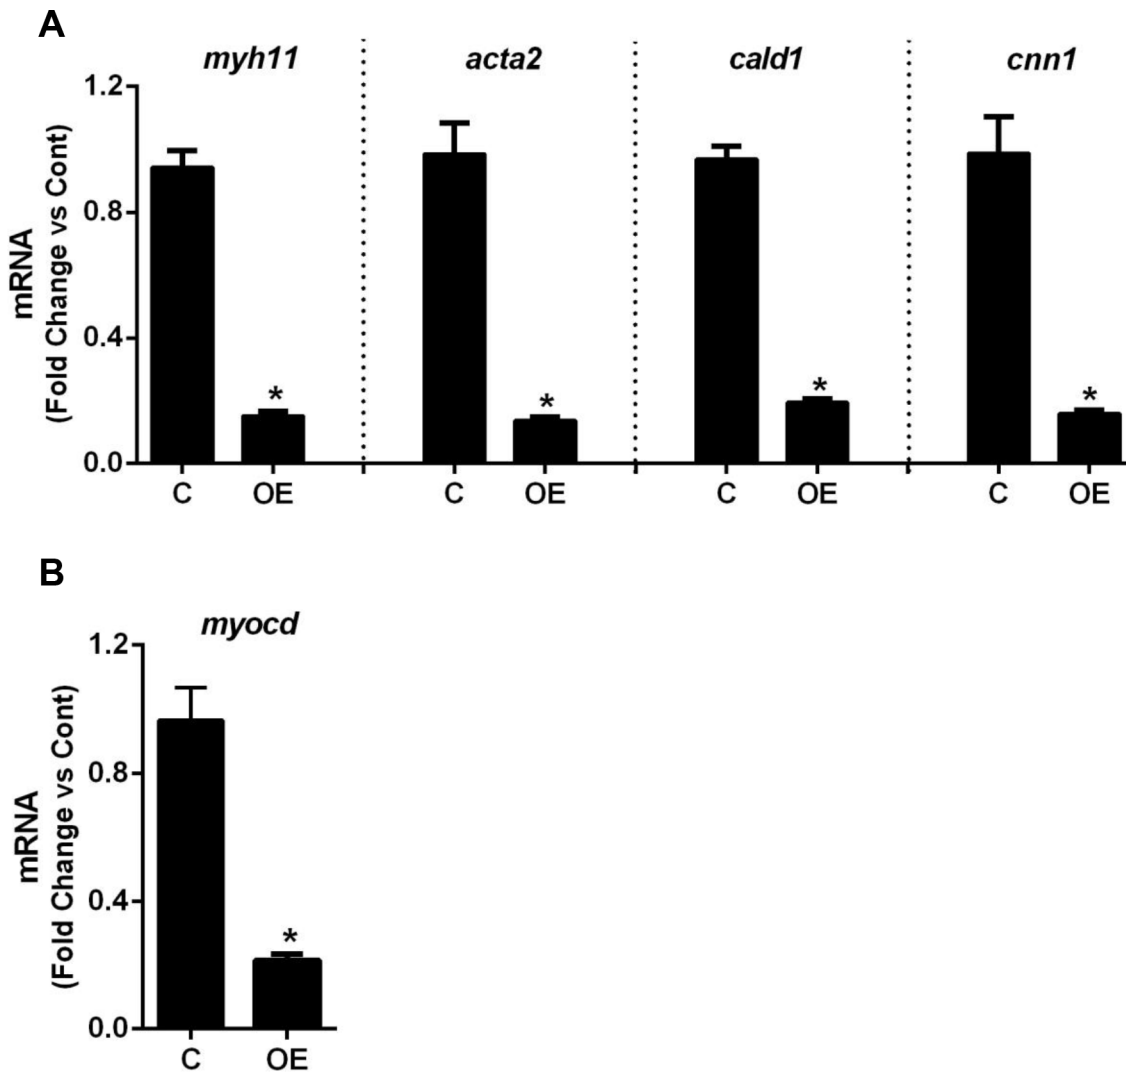 A
myh11 acta2 cald1 cnn1
mRNA
(Fold Change vs Cont)
1.2
0.8
0.4
0.0
* * * *
C OE C OE C OE C OE
B
myocd
mRNA
(Fold Change vs Cont)
1.2
0.8
0.4
0.0
*
C OE